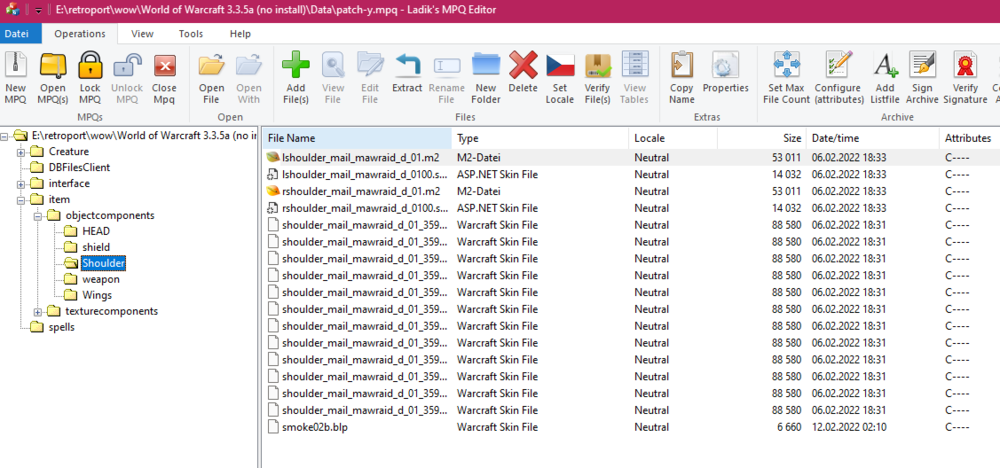 E:\retroport\wow\World of Warcraft 3.3.5a (no install)\Data\patch-y.mpq - Ladik's MPQ Editor
Datei Operations View Tools Help
New MPQ Open MPQ(s) Lock MPQ Unlock MPQ Close Mpq Open File Open With Add File(s) View File Edit File Extract Rename File New Folder Delete Set Locale Verify File(s) View Tables Copy Name Properties Set Max File Count Configure (attributes) Add Listfile Sign Archive Verify Signature
MPQs Open Files Extras Archive
E:\retroport\wow\World of Warcraft 3.3.5a (no in
Creature
DBFilesClient
interface
item
objectcomponents
HEAD
shield
Shoulder
weapon
Wings
texturecomponents
spells
File Name Type Locale Size Date/time Attributes
lshoulder_mail_mawraid_d_01.m2 M2-Datei Neutral 53 011 06.02.2022 18:33 C----
lshoulder_mail_mawraid_d_0100.s... ASP.NET Skin File Neutral 14 032 06.02.2022 18:33 C----
rshoulder_mail_mawraid_d_01.m2 M2-Datei Neutral 53 011 06.02.2022 18:33 C----
rshoulder_mail_mawraid_d_0100.s... ASP.NET Skin File Neutral 14 032 06.02.2022 18:33 C----
shoulder_mail_mawraid_d_01_359... Warcraft Skin File Neutral 88 580 06.02.2022 18:31 C----
shoulder_mail_mawraid_d_01_359... Warcraft Skin File Neutral 88 580 06.02.2022 18:31 C----
shoulder_mail_mawraid_d_01_359... Warcraft Skin File Neutral 88 580 06.02.2022 18:31 C----
shoulder_mail_mawraid_d_01_359... Warcraft Skin File Neutral 88 580 06.02.2022 18:31 C----
shoulder_mail_mawraid_d_01_359... Warcraft Skin File Neutral 88 580 06.02.2022 18:31 C----
shoulder_mail_mawraid_d_01_359... Warcraft Skin File Neutral 88 580 06.02.2022 18:31 C----
shoulder_mail_mawraid_d_01_359... Warcraft Skin File Neutral 88 580 06.02.2022 18:31 C----
shoulder_mail_mawraid_d_01_359... Warcraft Skin File Neutral 88 580 06.02.2022 18:31 C----
shoulder_mail_mawraid_d_01_359... Warcraft Skin File Neutral 88 580 06.02.2022 18:31 C----
shoulder_mail_mawraid_d_01_359... Warcraft Skin File Neutral 88 580 06.02.2022 18:31 C----
shoulder_mail_mawraid_d_01_359... Warcraft Skin File Neutral 88 580 06.02.2022 18:31 C----
shoulder_mail_mawraid_d_01_359... Warcraft Skin File Neutral 88 580 06.02.2022 18:31 C----
smoke02b.blp Warcraft Skin File Neutral 6 660 12.02.2022 02:10 C----